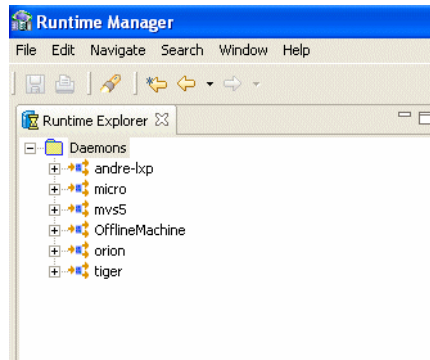 Runtime Manager
File Edit Navigate Search Window Help
Runtime Explorer
Daemons
andre-lxp
micro
mvs5
OfflineMachine
orion
tiger